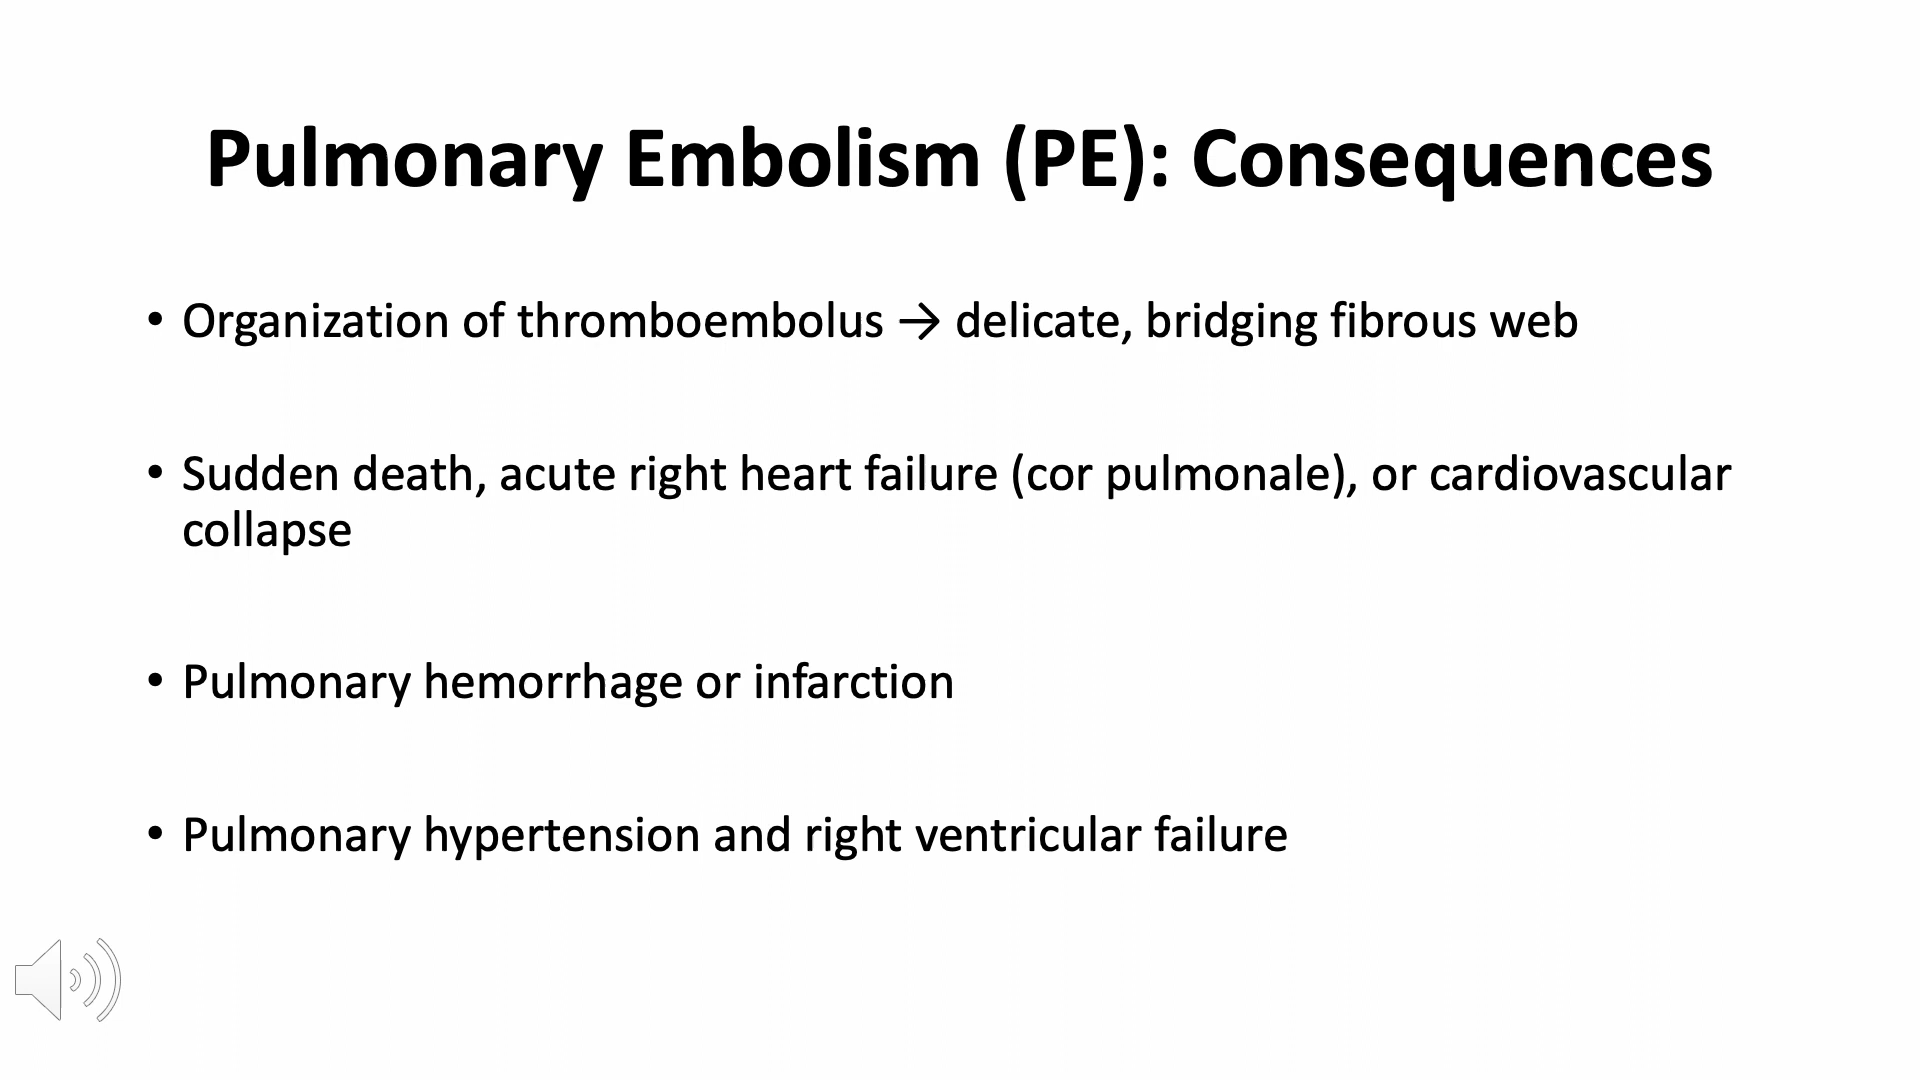 Pulmonary Embolism (PE): Consequences
• Organization of thromboembolus → delicate, bridging fibrous web
• Sudden death, acute right heart failure (cor pulmonale), or cardiovascular
collapse
• Pulmonary hemorrhage or infarction
• Pulmonary hypertension and right ventricular failure